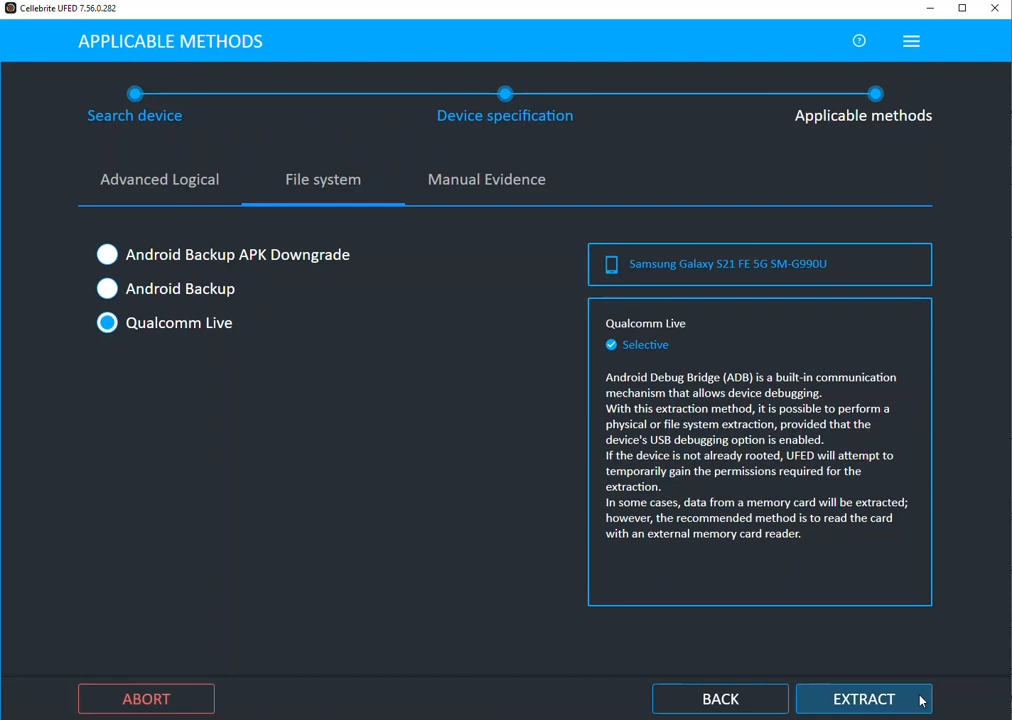 Cellebrite UFED 7.56.0.282
APPLICABLE METHODS
Search device
Device specification
Applicable methods
Advanced Logical
File system
Manual Evidence
Android Backup APK Downgrade
Android Backup
Qualcomm Live
Samsung Galaxy S21 FE 5G SM-G990U
Qualcomm Live
Selective
Android Debug Bridge (ADB) is a built-in communication
mechanism that allows device debugging.
With this extraction method, it is possible to perform a
physical or file system extraction, provided that the
device's USB debugging option is enabled.
If the device is not already rooted, UFED will attempt to
temporarily gain the permissions required for the
extraction.
In some cases, data from a memory card will be extracted;
however, the recommended method is to read the card
with an external memory card reader.
ABORT
BACK
EXTRACT